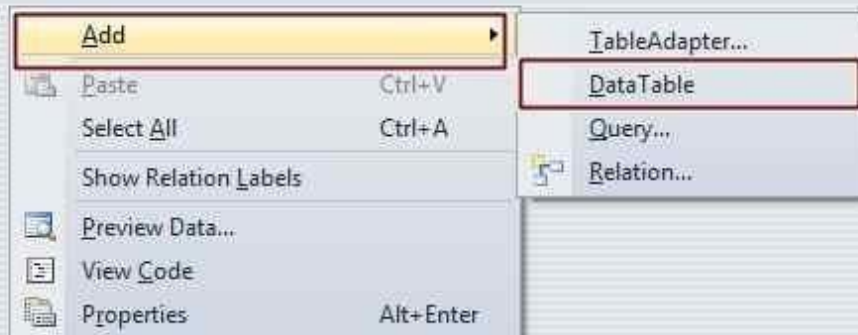 Add
Paste Ctrl+V
Select All Ctrl+A
Show Relation Labels
Preview Data...
View Code
Properties Alt+Enter
TableAdapter...
DataTable
Query...
Relation...